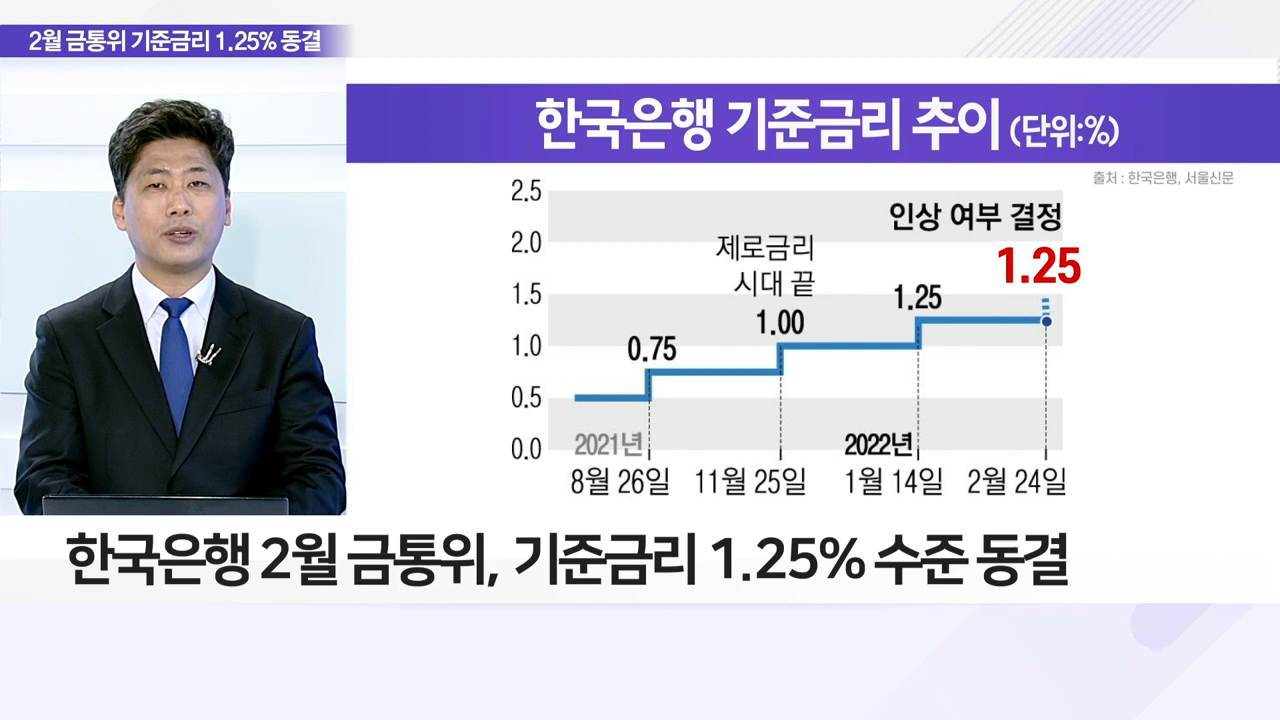 2월 금통위 기준금리 1.25% 동결
한국은행 기준금리 추이 (단위:%)
출처 : 한국은행, 서울신문
2.5
2.0
1.5
1.0
0.5
0.0
인상 여부 결정
1.25
제로금리
시대 끝
1.00
1.25
0.75
2021년
2022년
8월 26일
11월 25일
1월 14일
2월 24일
한국은행 2월 금통위, 기준금리 1.25% 수준 동결